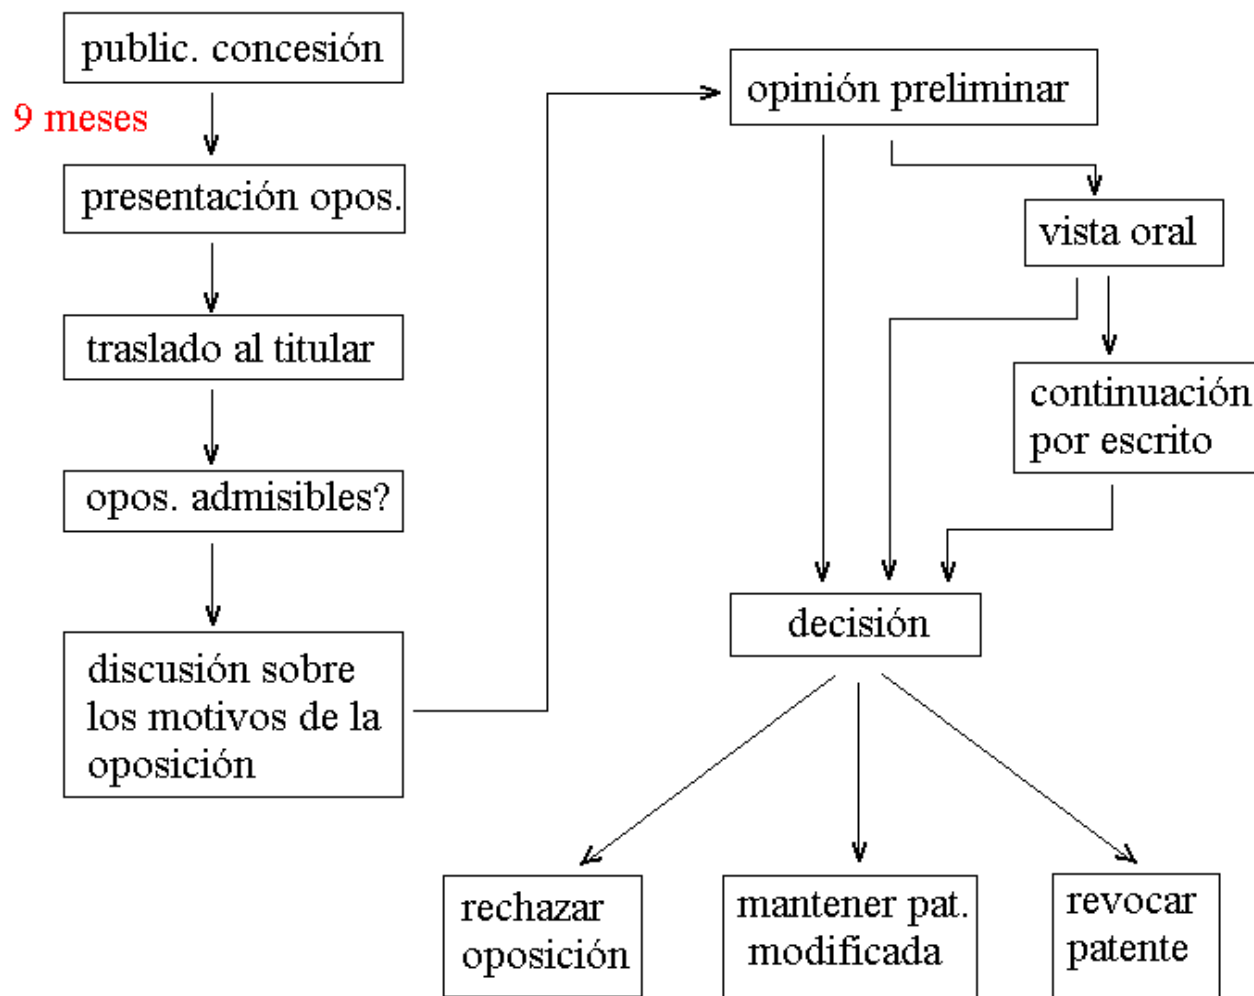 public. concesión
9 meses
presentación opos.
traslado al titular
opos. admisibles?
discusión sobre
los motivos de la
oposición
opinión preliminar
vista oral
continuación
por escrito
decisión
rechazar
oposición
mantener pat.
modificada
revocar
patente